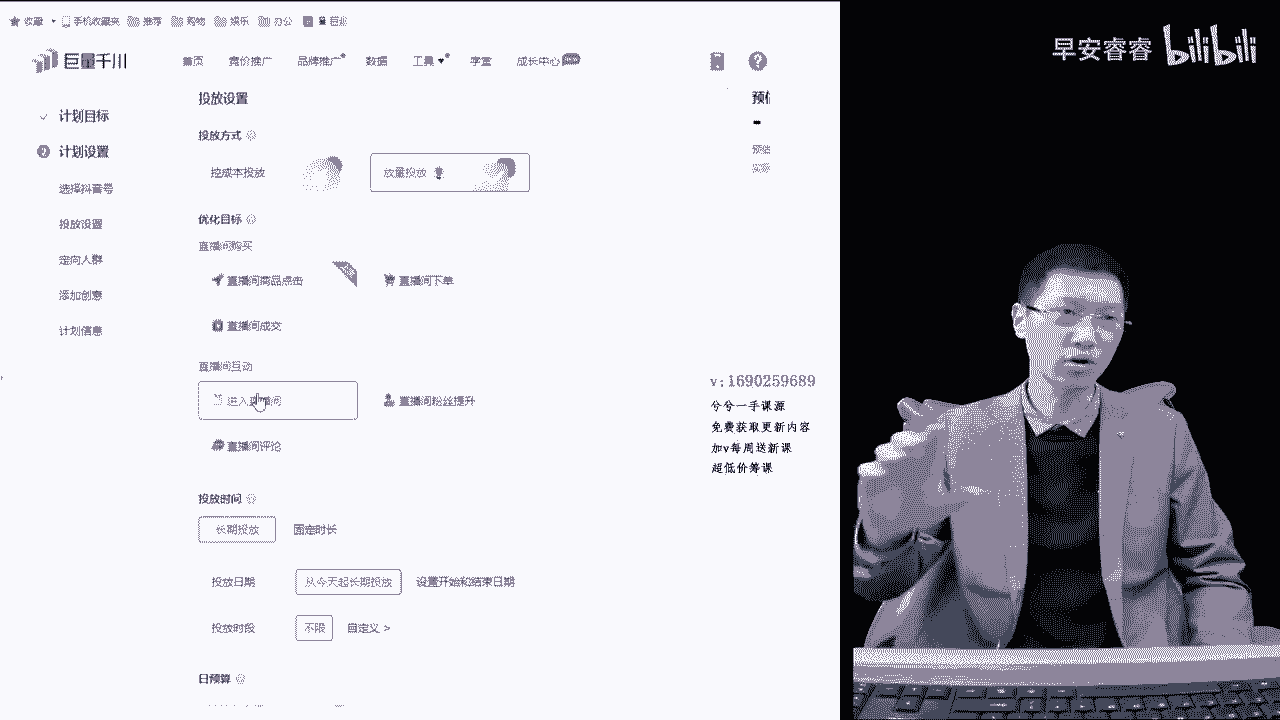 收藏 手机收藏夹 推荐 购物 娱乐 办公
巨量千川 首页 竞价推广 品牌推广 数据 工具 学堂 成长中心
早安睿睿 bilibili
计划目标
计划设置
选择抖音号
投放设置
定向人群
添加创意
计划信息
投放设置
投放方式
控成本投放 放量投放
优化目标
直播间购买
直播间商品点击 直播间下单
直播间成交
直播间互动
进入直播间 直播间粉丝提升
直播间评论
投放时间
长期投放 固定时长
投放日期 从今天起长期投放 设置开始和结束日期
投放时段 不限 自定义 >
日预算
v:1690259689
兮兮一手课源
免费获取更新内容
加v每周送新课
超低价筹课